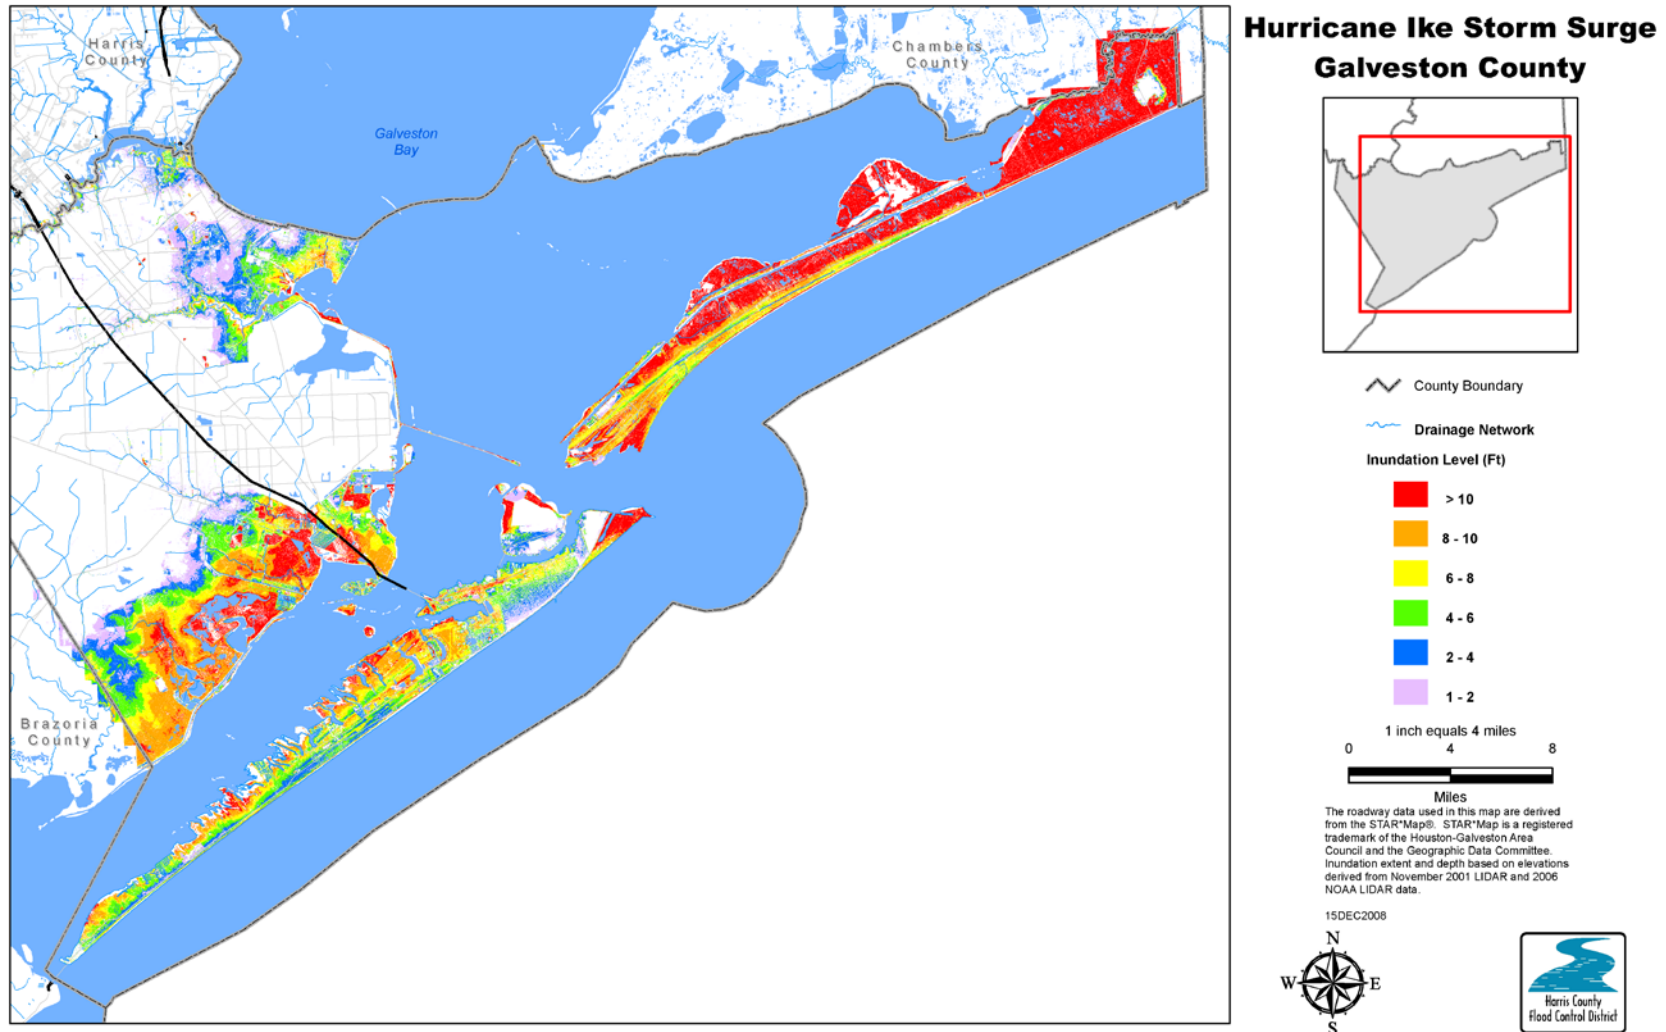 Hurricane Ike Storm Surge
Galveston County
Harris
County
Chambers
County
Galveston
Bay
Brazoria
County
County Boundary
Drainage Network
Inundation Level (Ft)
> 10
8 - 10
6 - 8
4 - 6
2 - 4
1 - 2
1 inch equals 4 miles
0 4 8
Miles
The roadway data used in this map are derived
from the STAR*Map®. STAR*Map is a registered
trademark of the Houston-Galveston Area
Council and the Geographic Data Committee.
Inundation extent and depth based on elevations
derived from November 2001 LIDAR and 2006
NOAA LIDAR data.
15DEC2008
N
W E
S
Harris County
Flood Control District